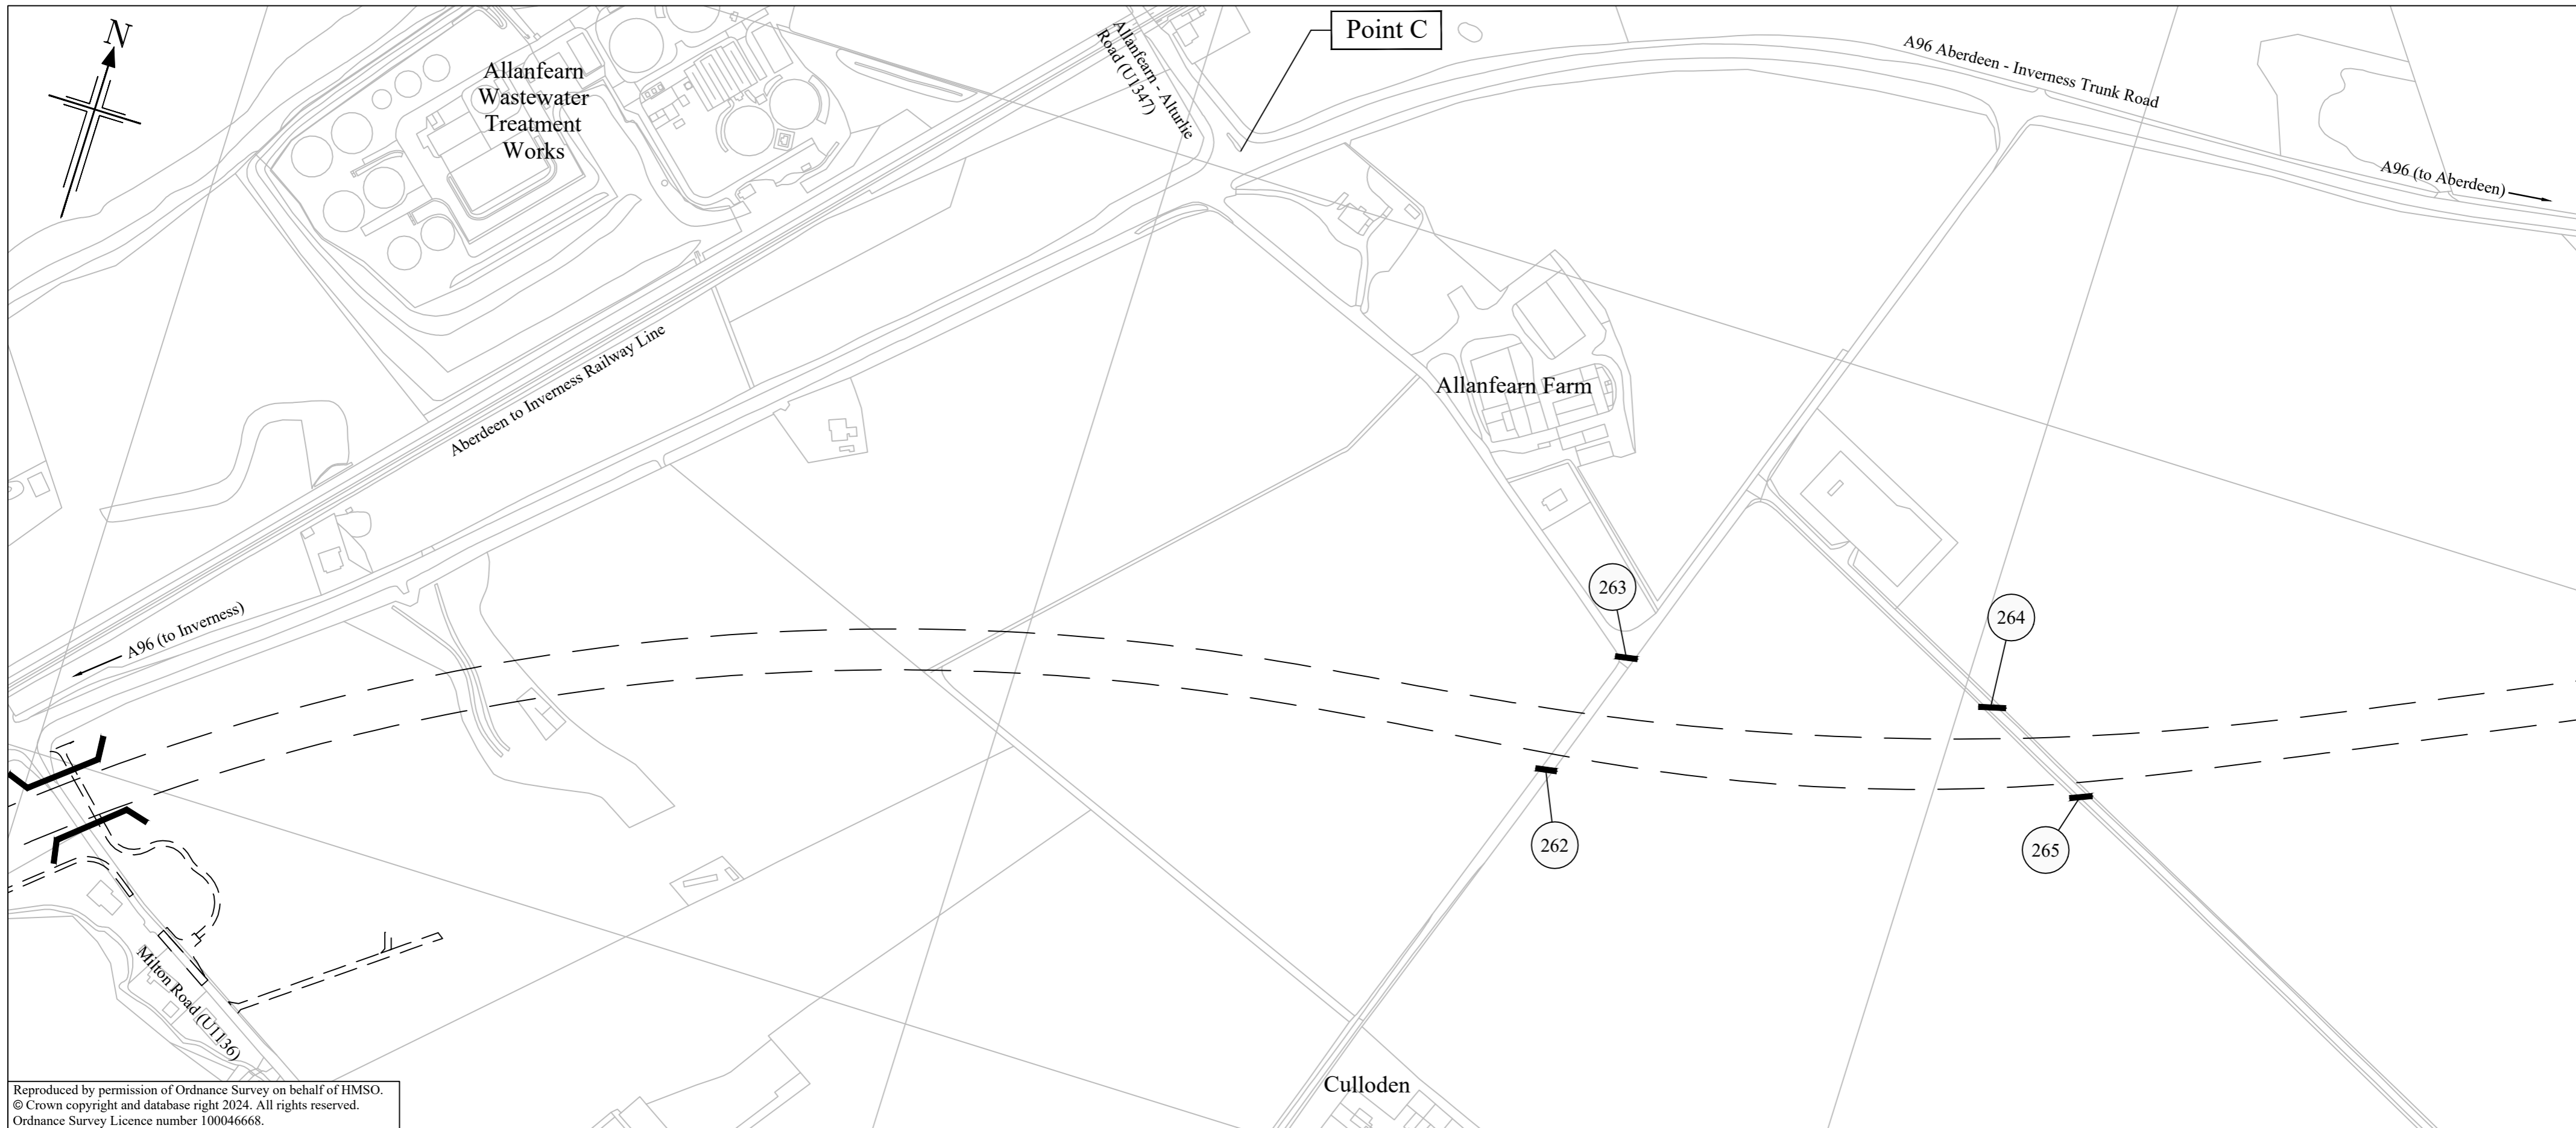 N
Point C
Allanfearn - Alturlie
Road (U1347)
A96 Aberdeen - Inverness Trunk Road
Allanfearn
Wastewater
Treatment
Works
A96 (to Aberdeen)
Aberdeen to Inverness Railway Line
Allanfearn Farm
263
264
A96 (to Inverness)
262
265
Milton Road (U1136)
Culloden
Reproduced by permission of Ordnance Survey on behalf of HMSO.
© Crown copyright and database right 2024. All rights reserved.
Ordnance Survey Licence number 100046668.